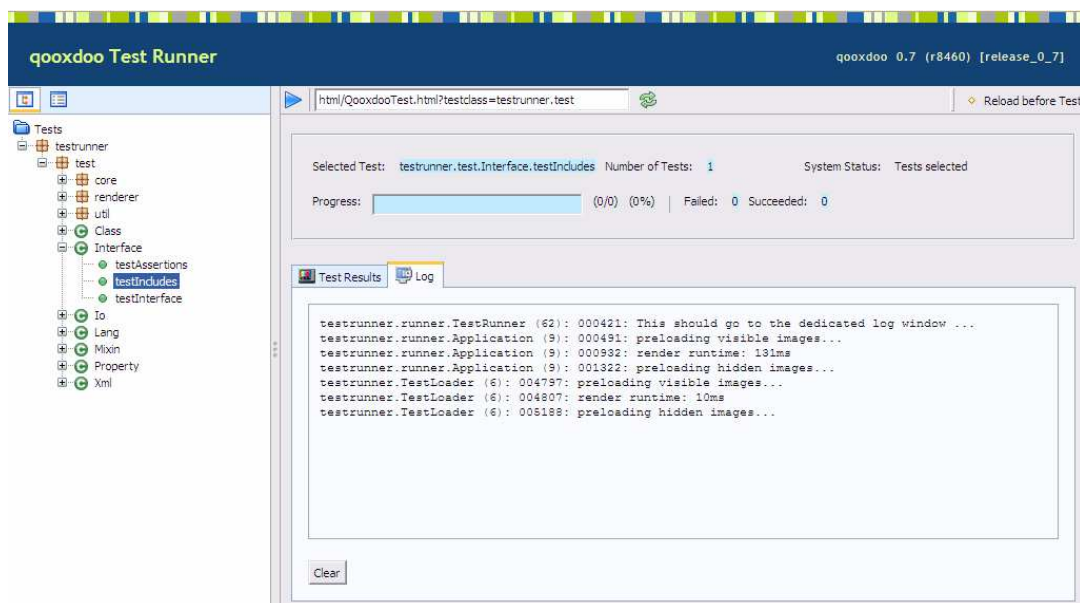 qooxdoo Test Runner
qooxdoo 0.7 (r8460) [release_0_7]
html/QooxdooTest.html?testclass=testrunner.test
Reload before Test
Tests
testrunner
test
core
renderer
util
Class
Interface
testAssertions
testIncludes
testInterface
Io
Lang
Mixin
Property
Xml
Selected Test: testrunner.test.Interface.testIncludes Number of Tests: 1 System Status: Tests selected
Progress: (0/0) (0%) | Failed: 0 Succeeded: 0
Test Results Log
testrunner.runner.TestRunner (62): 000421: This should go to the dedicated log window ...
testrunner.runner.Application (9): 000491: preloading visible images...
testrunner.runner.Application (9): 000932: render runtime: 131ms
testrunner.runner.Application (9): 001322: preloading hidden images...
testrunner.TestLoader (6): 004797: preloading visible images...
testrunner.TestLoader (6): 004807: render runtime: 10ms
testrunner.TestLoader (6): 005188: preloading hidden images...
Clear